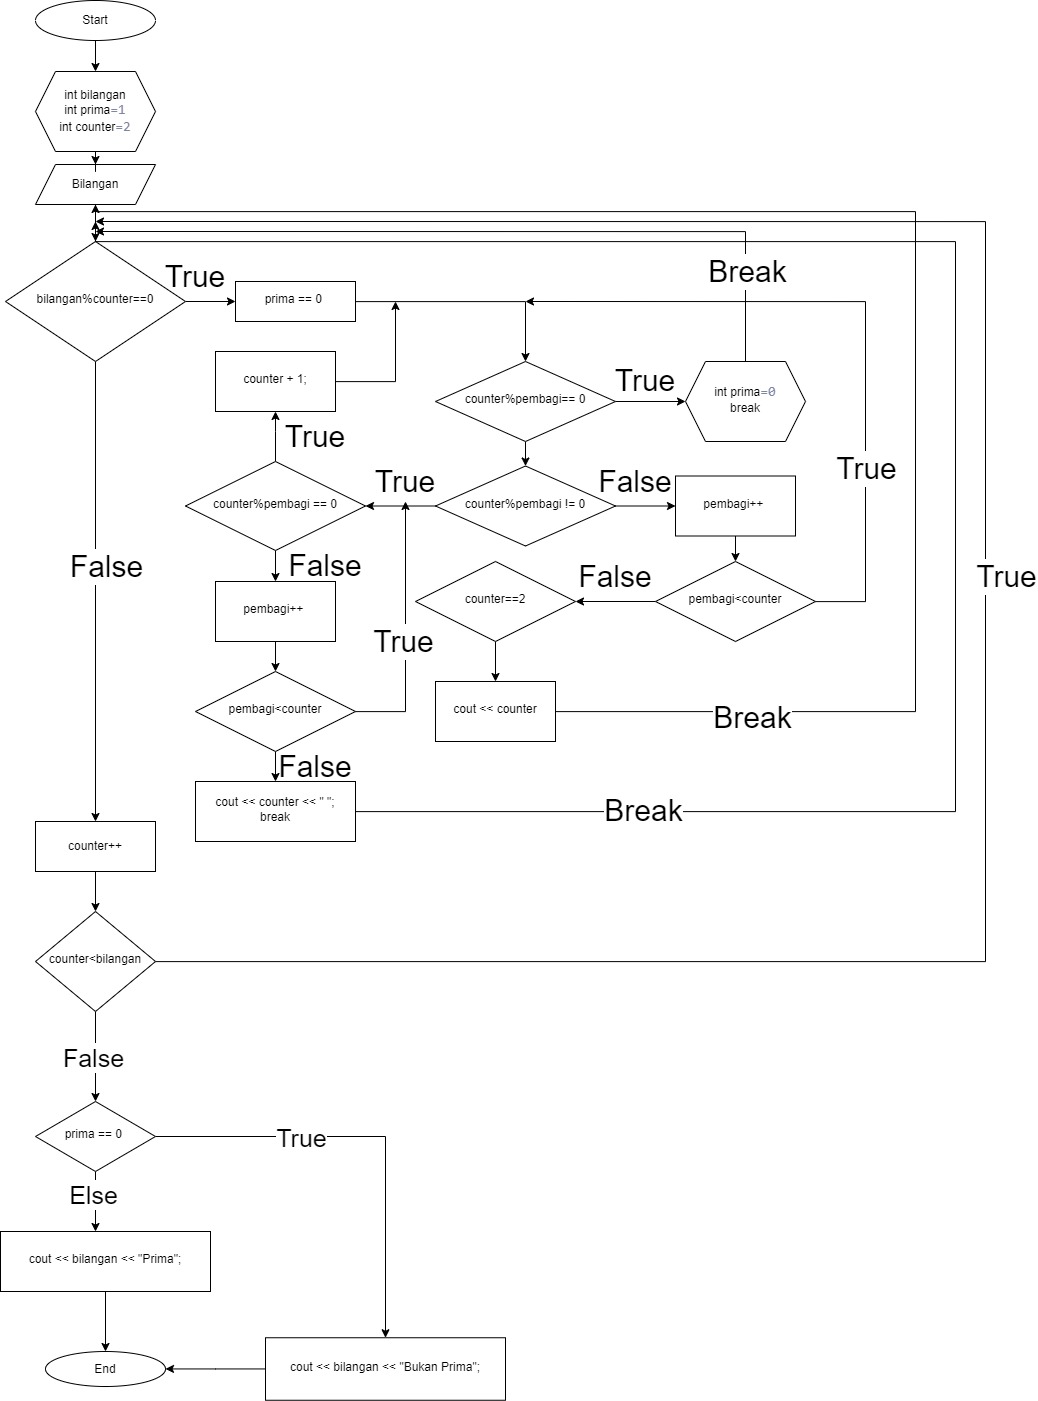 Start
int bilangan
int prima=1
int counter=2
Bilangan
bilangan%counter==0
True
prima == 0
Break
counter + 1;
counter%pembagi== 0
True
int prima=0
break
True
counter%pembagi == 0
True
counter%pembagi != 0
False
pembagi++
True
False
False
pembagi++
counter==2
False
pembagi<counter
True
True
pembagi<counter
cout << counter
Break
False
cout << counter << " ";
break
Break
counter++
counter<bilangan
False
prima == 0
True
Else
cout << bilangan << "Prima";
End
cout << bilangan << "Bukan Prima";